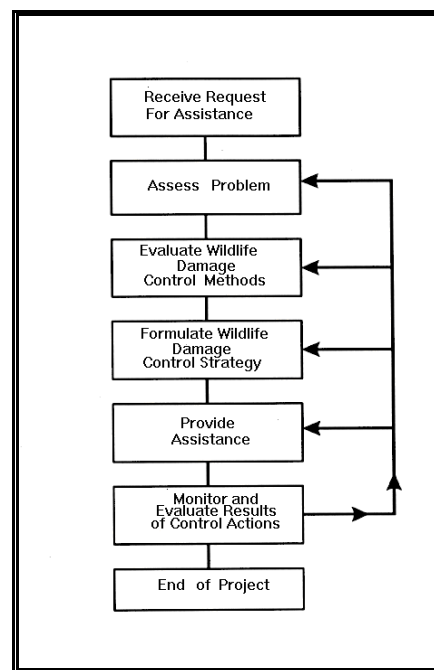 Receive Request
For Assistance
Assess Problem
Evaluate Wildlife
Damage
Control Methods
Formulate Wildlife
Damage
Control Strategy
Provide
Assistance
Monitor and
Evaluate Results
of Control Actions
End of Project